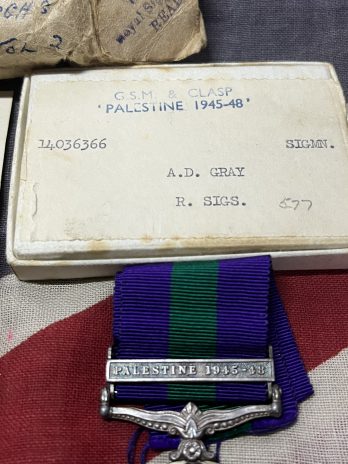 G.S.M. & CLASP
'PALESTINE 1945-48'
14036366 SIGMN.
A.D. GRAY
R. SIGS. 577
PALESTINE 1945-48